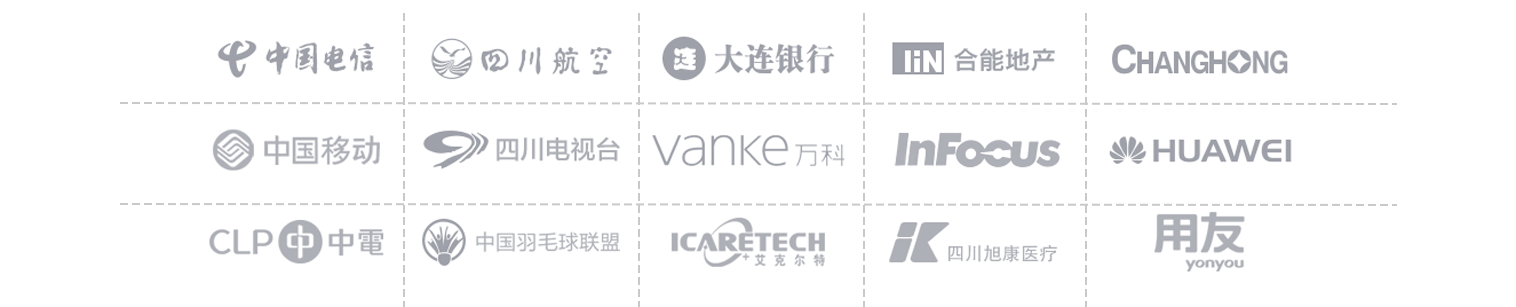 中国电信
四川航空
大连银行
合能地产
CHANGHONG
中国移动
四川电视台
vanke 万科
InFocus
HUAWEI
CLP 中 中電
中国羽毛球联盟
ICARETECH
艾克尔特
四川旭康医疗
用友
yonyou